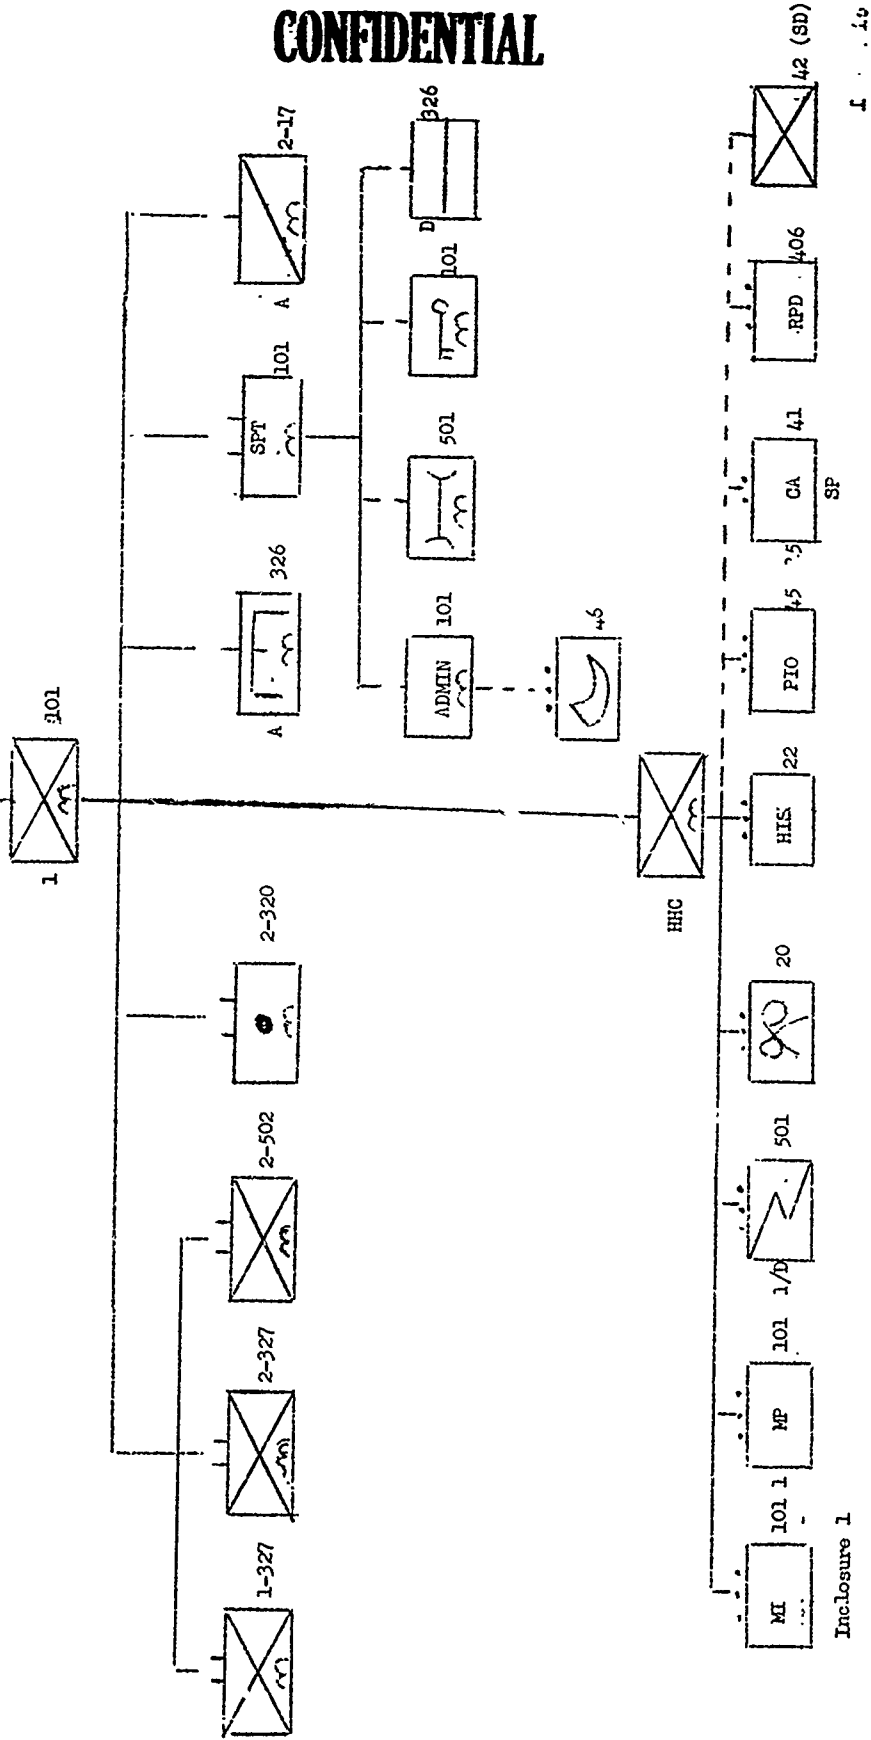 CONFIDENTIAL
1
101
1-327
2-327
2-502
2-320
A
326
SPT
101
A
2-17
ADMIN
101
501
101
D
326
46
HHC
MI
101
MP
1
101
1/D
501
20
HIS
22
PIO
45
CA
41
SP
RPD
406
42 (SD)
Inclosure 1